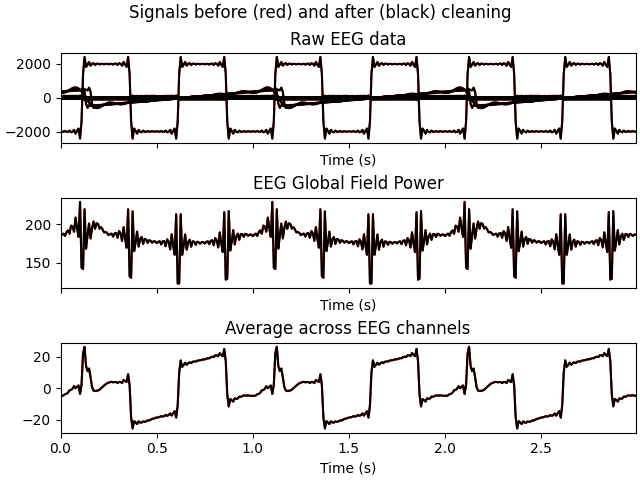 Signals before (red) and after (black) cleaning
Raw EEG data
2000
0
−2000
Time (s)
EEG Global Field Power
200
150
Time (s)
Average across EEG channels
20
0
−20
0.0 0.5 1.0 1.5 2.0 2.5
Time (s)